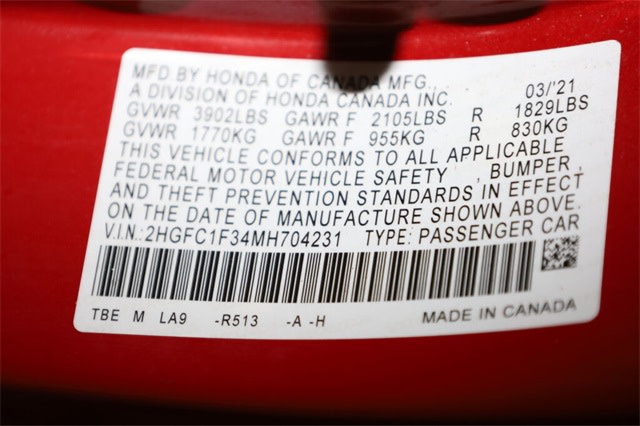 MFD.BY HONDA OF CANADA MFG.,
A DIVISION OF HONDA CANADA INC. 03/'21
GVWR 3902LBS GAWR F 2105LBS R 1829LBS
GVWR 1770KG GAWR F 955KG R 830KG
THIS VEHICLE CONFORMS TO ALL APPLICABLE
FEDERAL MOTOR VEHICLE SAFETY , BUMPER ,
AND THEFT PREVENTION STANDARDS IN EFFECT
ON THE DATE OF MANUFACTURE SHOWN ABOVE.
V.I.N.:2HGFC1F34MH704231 TYPE: PASSENGER CAR
TBE M LA9 -R513 -A -H MADE IN CANADA